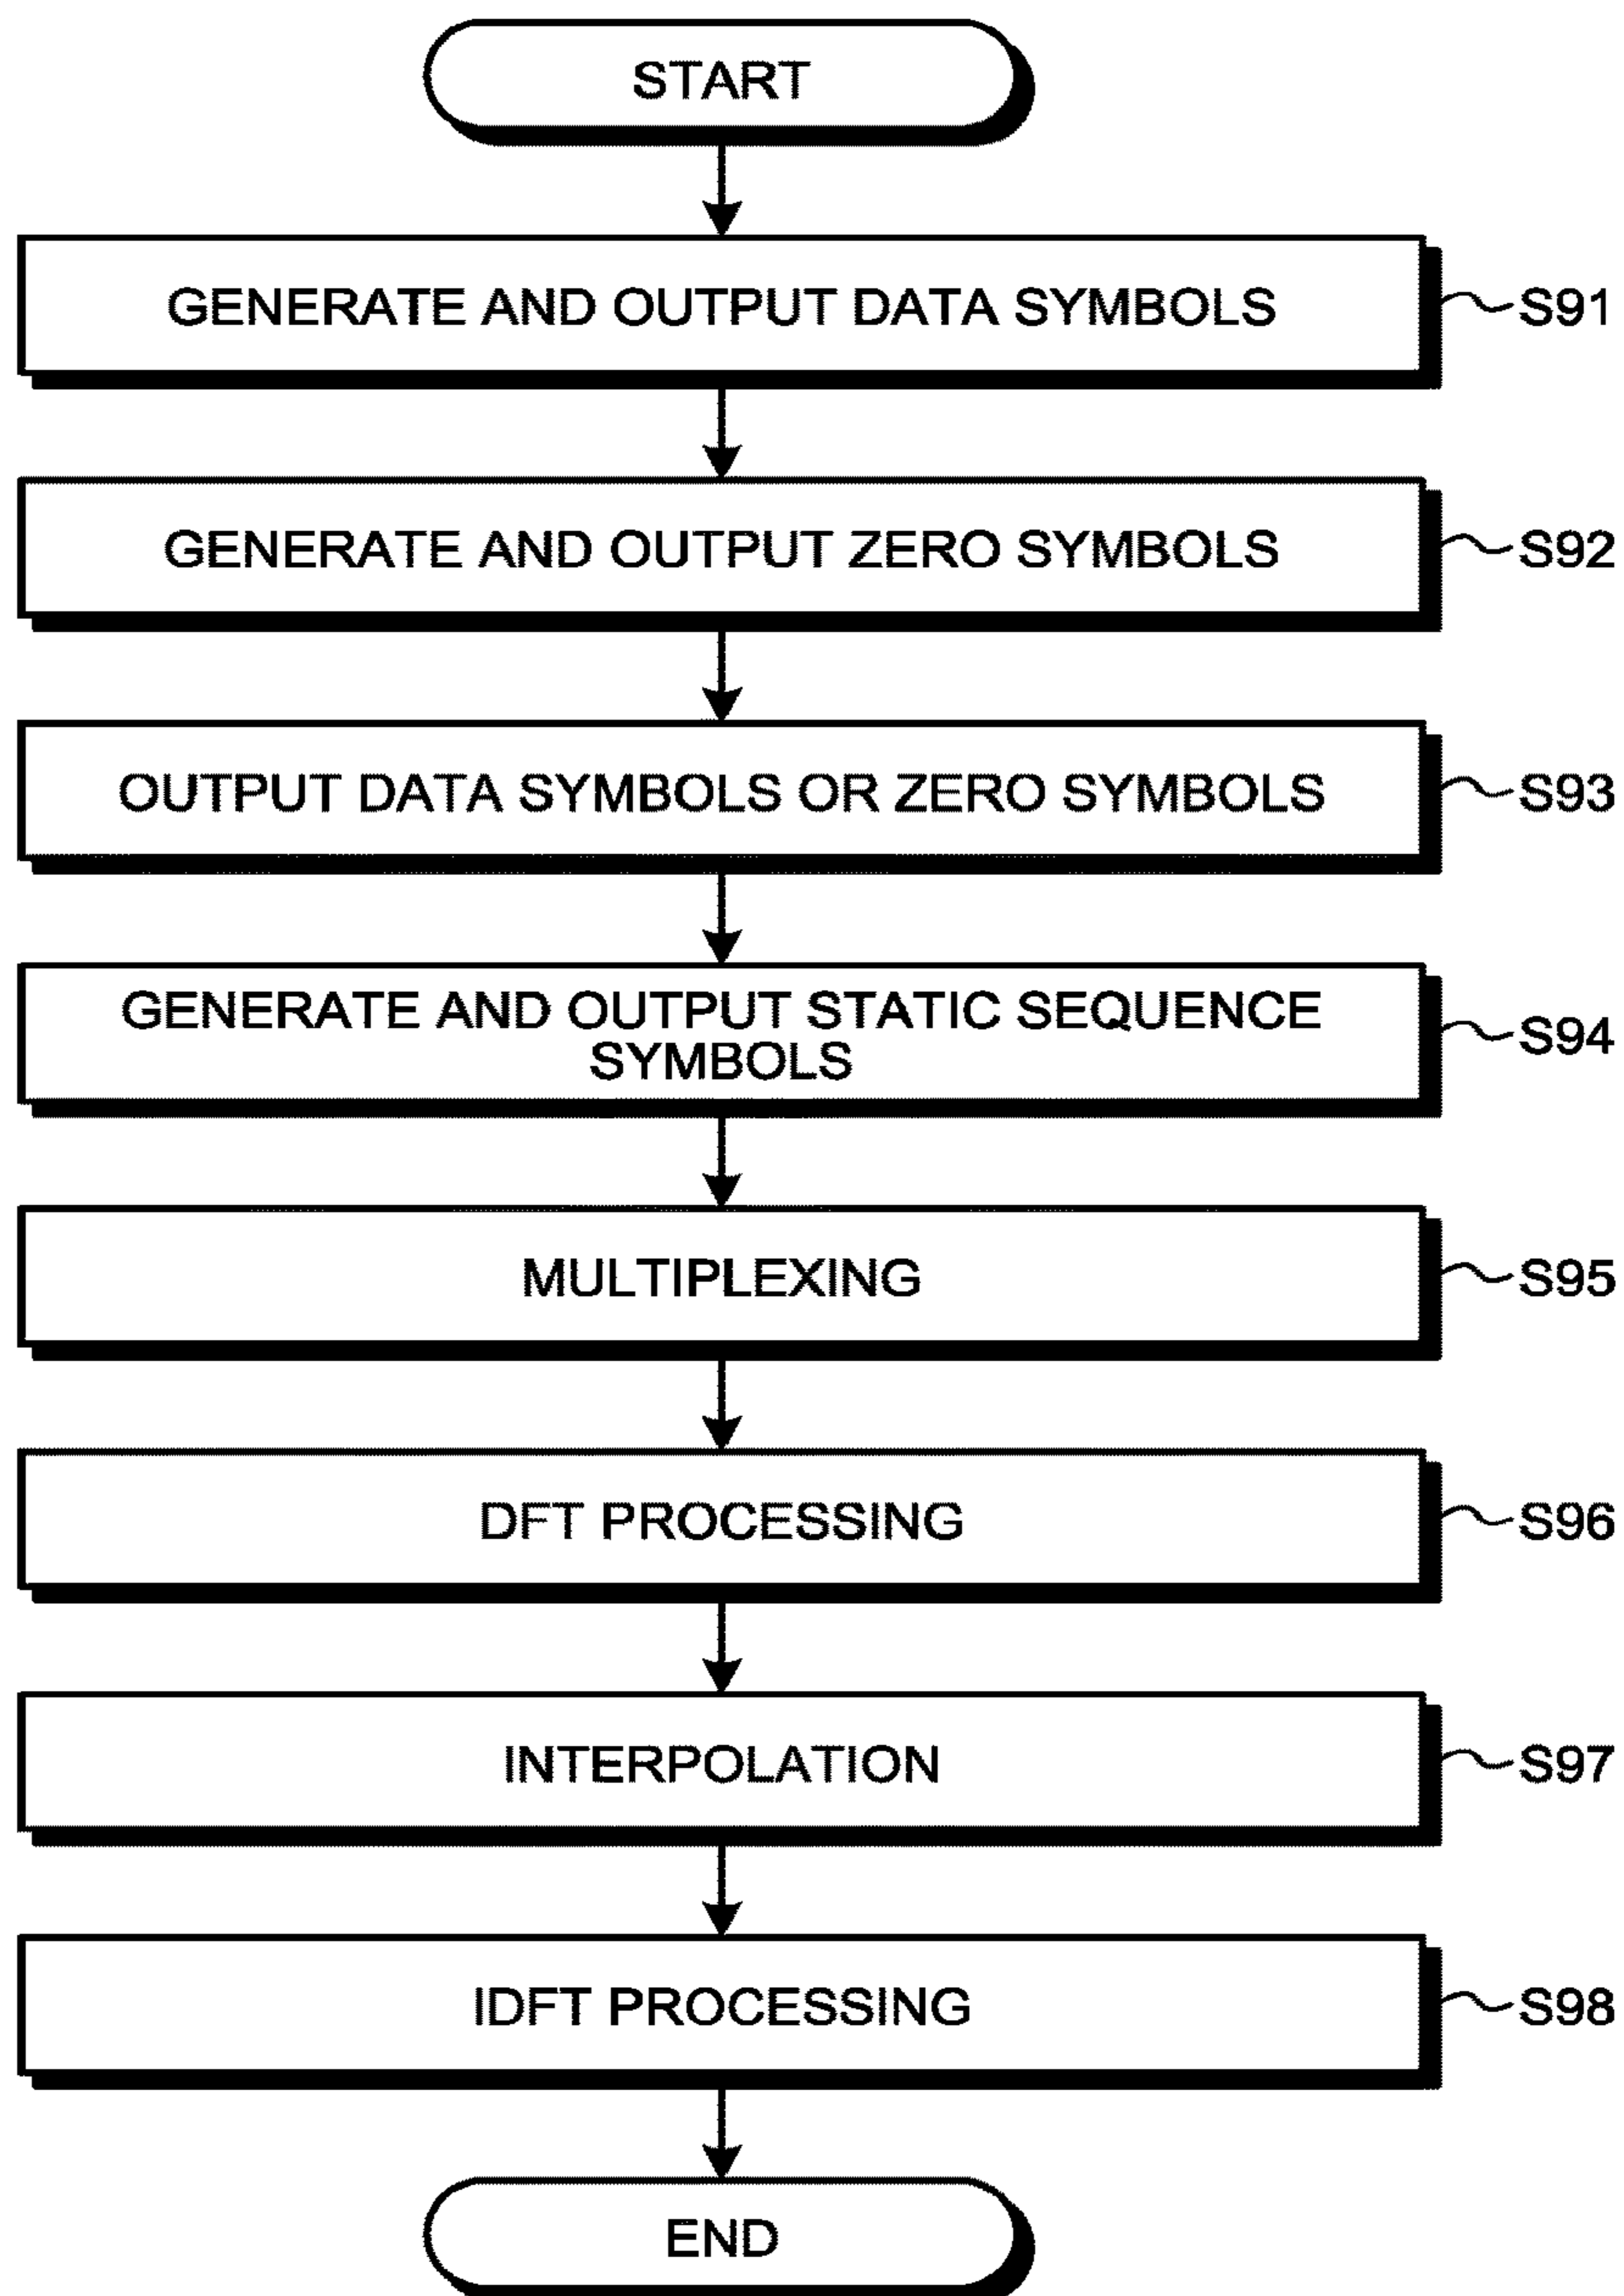 START
GENERATE AND OUTPUT DATA SYMBOLS
S91
GENERATE AND OUTPUT ZERO SYMBOLS
S92
OUTPUT DATA SYMBOLS OR ZERO SYMBOLS
S93
GENERATE AND OUTPUT STATIC SEQUENCE
SYMBOLS
S94
MULTIPLEXING
S95
DFT PROCESSING
S96
INTERPOLATION
S97
IDFT PROCESSING
S98
END